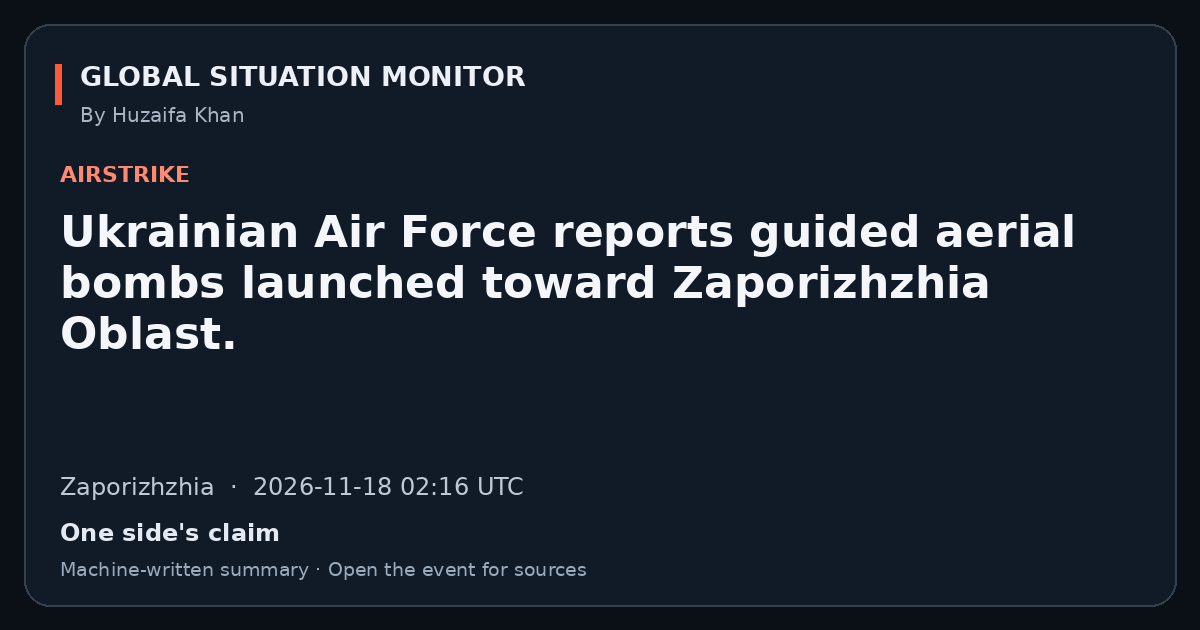 GLOBAL SITUATION MONITOR
By Huzaifa Khan
AIRSTRIKE
Ukrainian Air Force reports guided aerial
bombs launched toward Zaporizhzhia
Oblast.
Zaporizhzhia · 2026-11-18 02:16 UTC
One side's claim
Machine-written summary · Open the event for sources